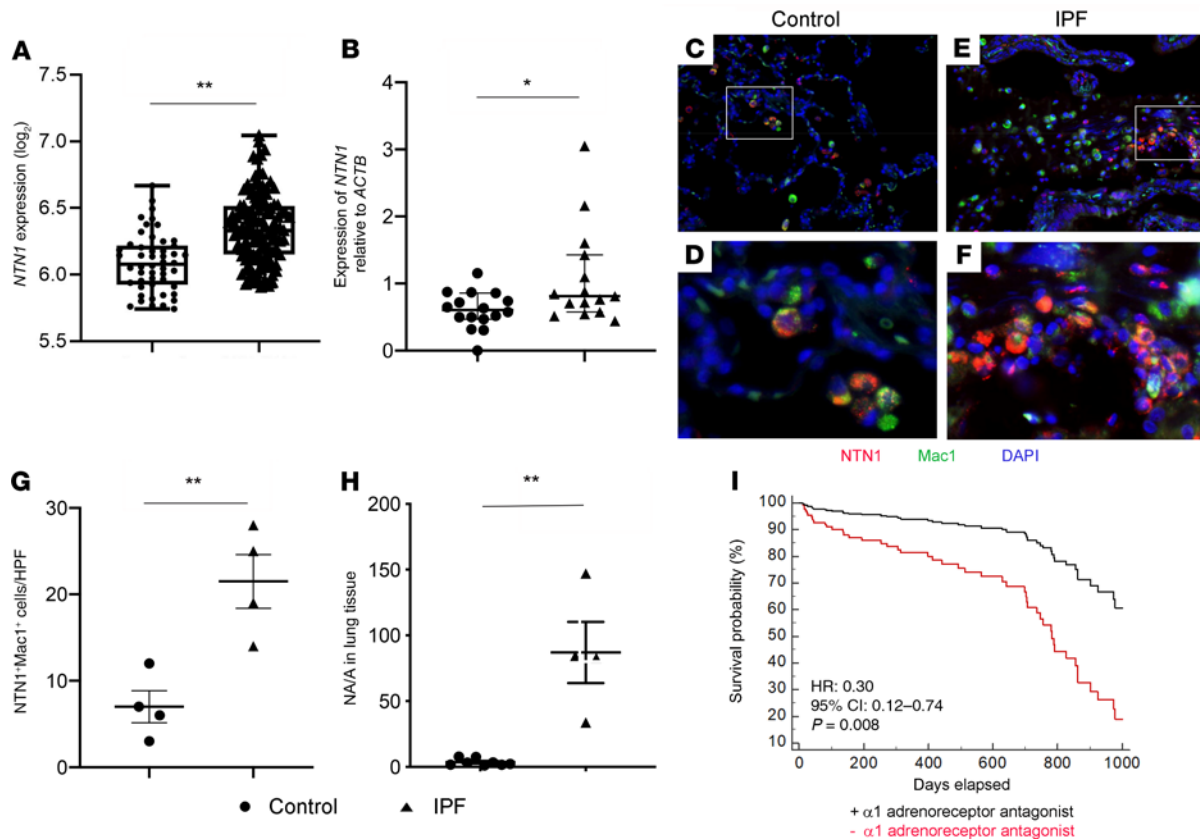 Control
IPF
A
NTN1 expression (log2)
7.5
7.0
6.5
6.0
5.5
**
B
Expression of NTN1
relative to ACTB
4
3
2
1
0
*
C
E
D
F
NTN1 Mac1 DAPI
G
NTN1+Mac1+ cells/HPF
30
20
10
0
**
H
NA/A in lung tissue
200
150
100
50
0
**
● Control ▲ IPF
I
Survival probability (%)
100
90
80
70
60
50
40
30
20
10
HR: 0.30
95% CI: 0.12–0.74
P = 0.008
0 200 400 600 800 1000
Days elapsed
+ α1 adrenoreceptor antagonist
- α1 adrenoreceptor antagonist